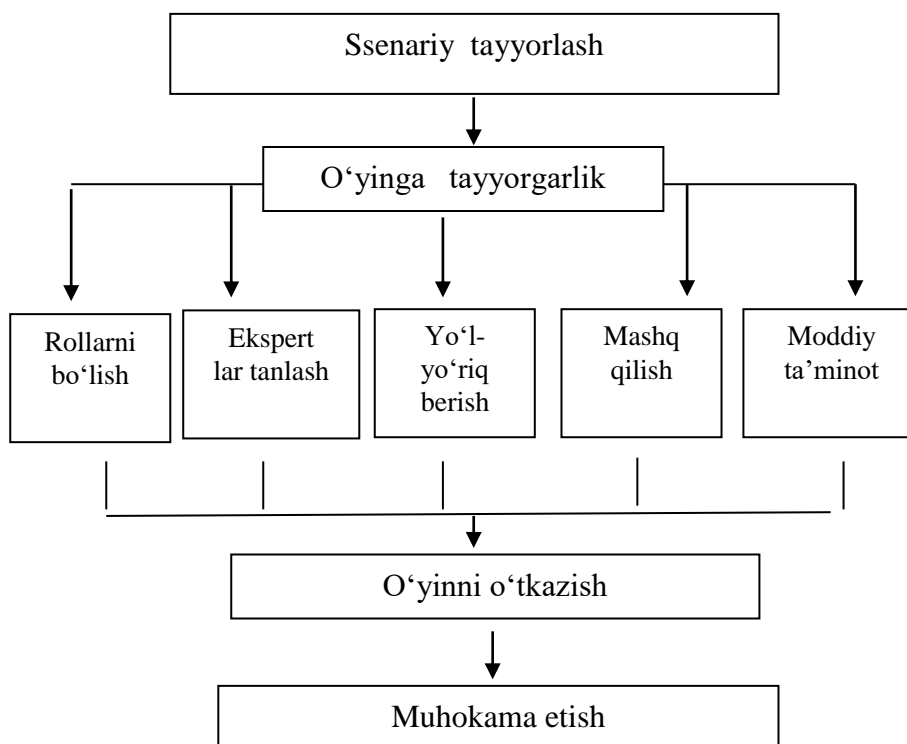 Ssenariy tayyorlash
O‘yinga tayyorgarlik
Rollarni
bo‘lish
Ekspert
lar tanlash
Yo‘l-
yo‘riq
berish
Mashq
qilish
Moddiy
ta’minot
O‘yinni o‘tkazish
Muhokama etish